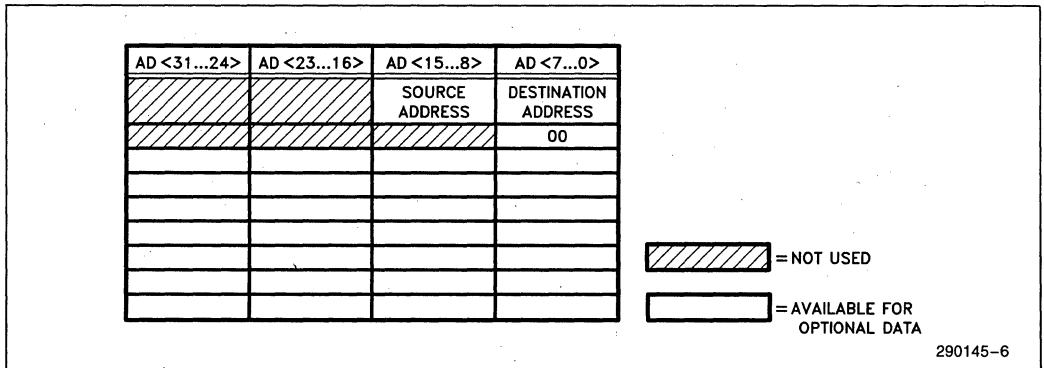 AD <31...24> AD <23...16> AD <15...8> AD <7...0>
SOURCE ADDRESS DESTINATION ADDRESS
00
= NOT USED
= AVAILABLE FOR
OPTIONAL DATA
290145–6